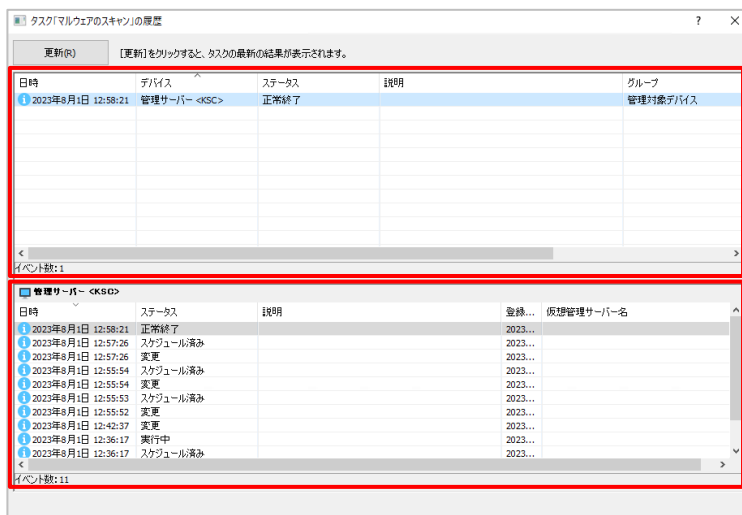 タスク「マルウェアのスキャン」の履歴 ? ×
更新(R) [更新]をクリックすると、タスクの最新の結果が表示されます。
日時 デバイス ステータス 説明 グループ
2023年8月1日 12:58:21 管理サーバー <KSC> 正常終了 管理対象デバイス
イベント数: 1
管理サーバー <KSC>
日時 ステータス 説明 登録... 仮想管理サーバー名
2023年8月1日 12:58:21 正常終了 2023...
2023年8月1日 12:57:26 スケジュール済み 2023...
2023年8月1日 12:57:26 変更 2023...
2023年8月1日 12:55:54 スケジュール済み 2023...
2023年8月1日 12:55:54 変更 2023...
2023年8月1日 12:55:53 スケジュール済み 2023...
2023年8月1日 12:55:52 変更 2023...
2023年8月1日 12:42:37 変更 2023...
2023年8月1日 12:36:17 実行中 2023...
2023年8月1日 12:36:17 スケジュール済み 2023...
イベント数: 11